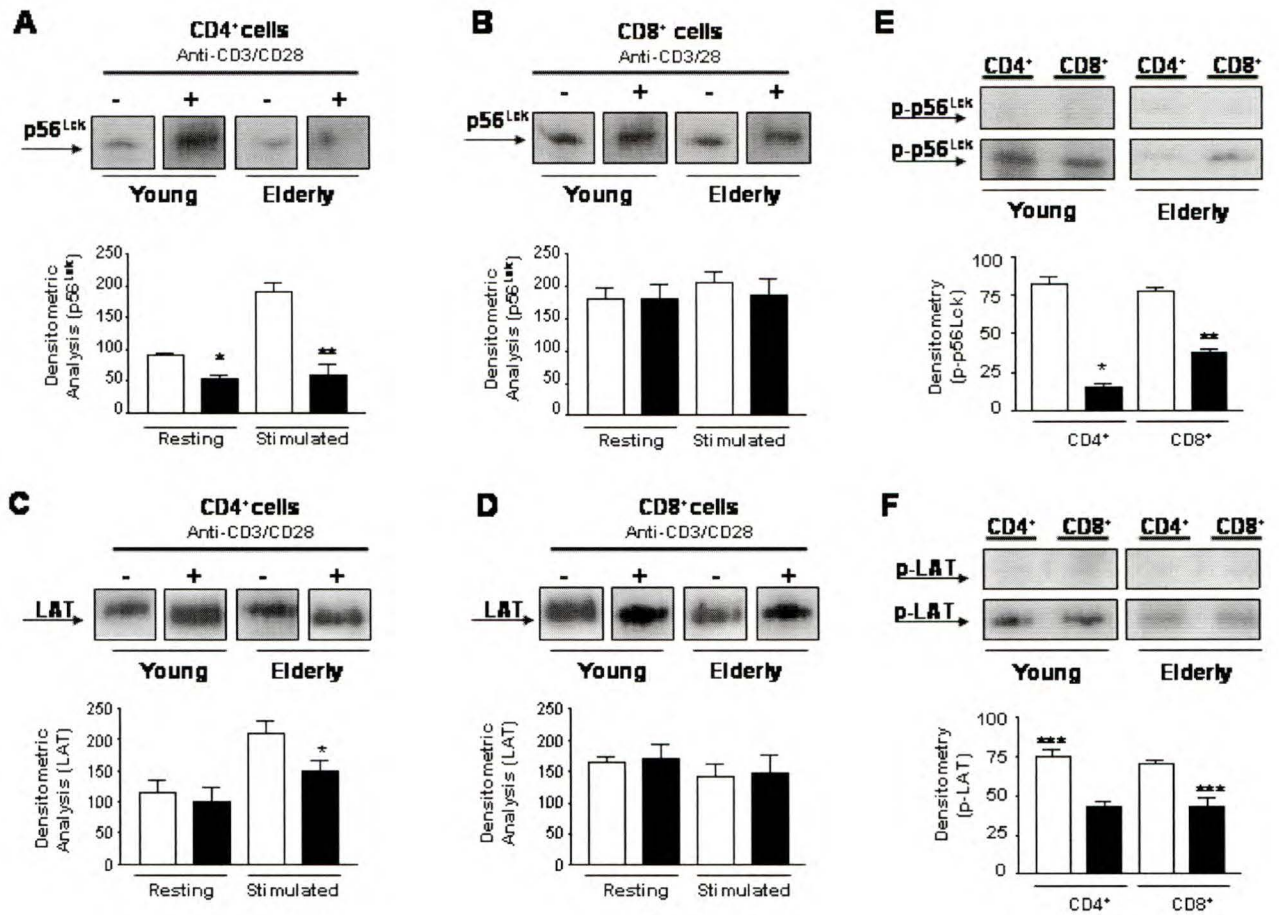 A
CD4⁺cells
Anti-CD3/CD28
- + - +
p56ᴸᶜᵏ
Young Elderly
Densitometric
Analysis (p56ᴸᶜᵏ)
250
200
150
100
50
0
* **
Resting Stimulated
B
CD8⁺ cells
Anti-CD3/28
- + - +
p56ᴸᶜᵏ
Young Elderly
Densitometric
Analysis (p56ᴸᶜᵏ)
250
200
150
100
50
0
Resting Stimulated
E
CD4⁺ CD8⁺ CD4⁺ CD8⁺
p-p56ᴸᶜᵏ
p-p56ᴸᶜᵏ
Young Elderly
Densitometry
(p-p56Lck)
100
75
50
25
0
* **
CD4⁺ CD8⁺
C
CD4⁺cells
Anti-CD3/CD28
- + - +
LAT
Young Elderly
Densitometric
Analysis (LAT)
250
200
150
100
50
0
*
Resting Stimulated
D
CD8⁺cells
Anti-CD3/CD28
- + - +
LAT
Young Elderly
Densitometric
Analysis (LAT)
250
200
150
100
50
0
Resting Stimulated
F
CD4⁺ CD8⁺ CD4⁺ CD8⁺
p-LAT
p-LAT
Young Elderly
Densitometry
(p-LAT)
100
75
50
25
0
*** ***
CD4⁺ CD8⁺